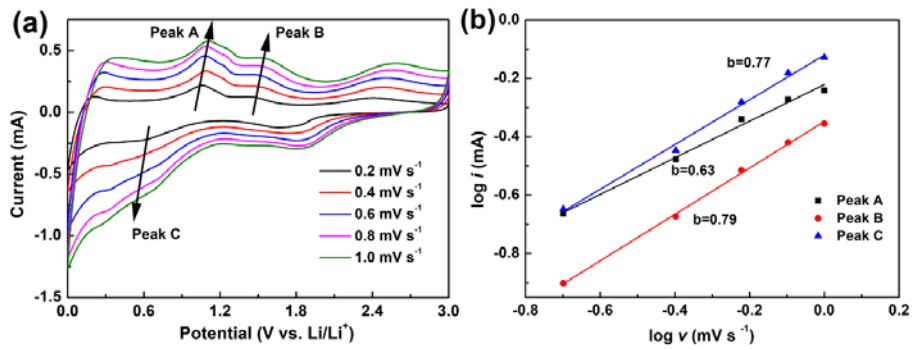 (a)
Peak A
Peak B
Peak C
0.2 mV s⁻¹
0.4 mV s⁻¹
0.6 mV s⁻¹
0.8 mV s⁻¹
1.0 mV s⁻¹
0.5
0.0
-0.5
-1.0
-1.5
Current (mA)
0.0 0.6 1.2 1.8 2.4 3.0
Potential (V vs. Li/Li⁺)
(b)
b=0.77
b=0.63
b=0.79
Peak A
Peak B
Peak C
0.0
-0.2
-0.4
-0.6
-0.8
log i (mA)
-0.8 -0.6 -0.4 -0.2 0.0 0.2
log v (mV s⁻¹)